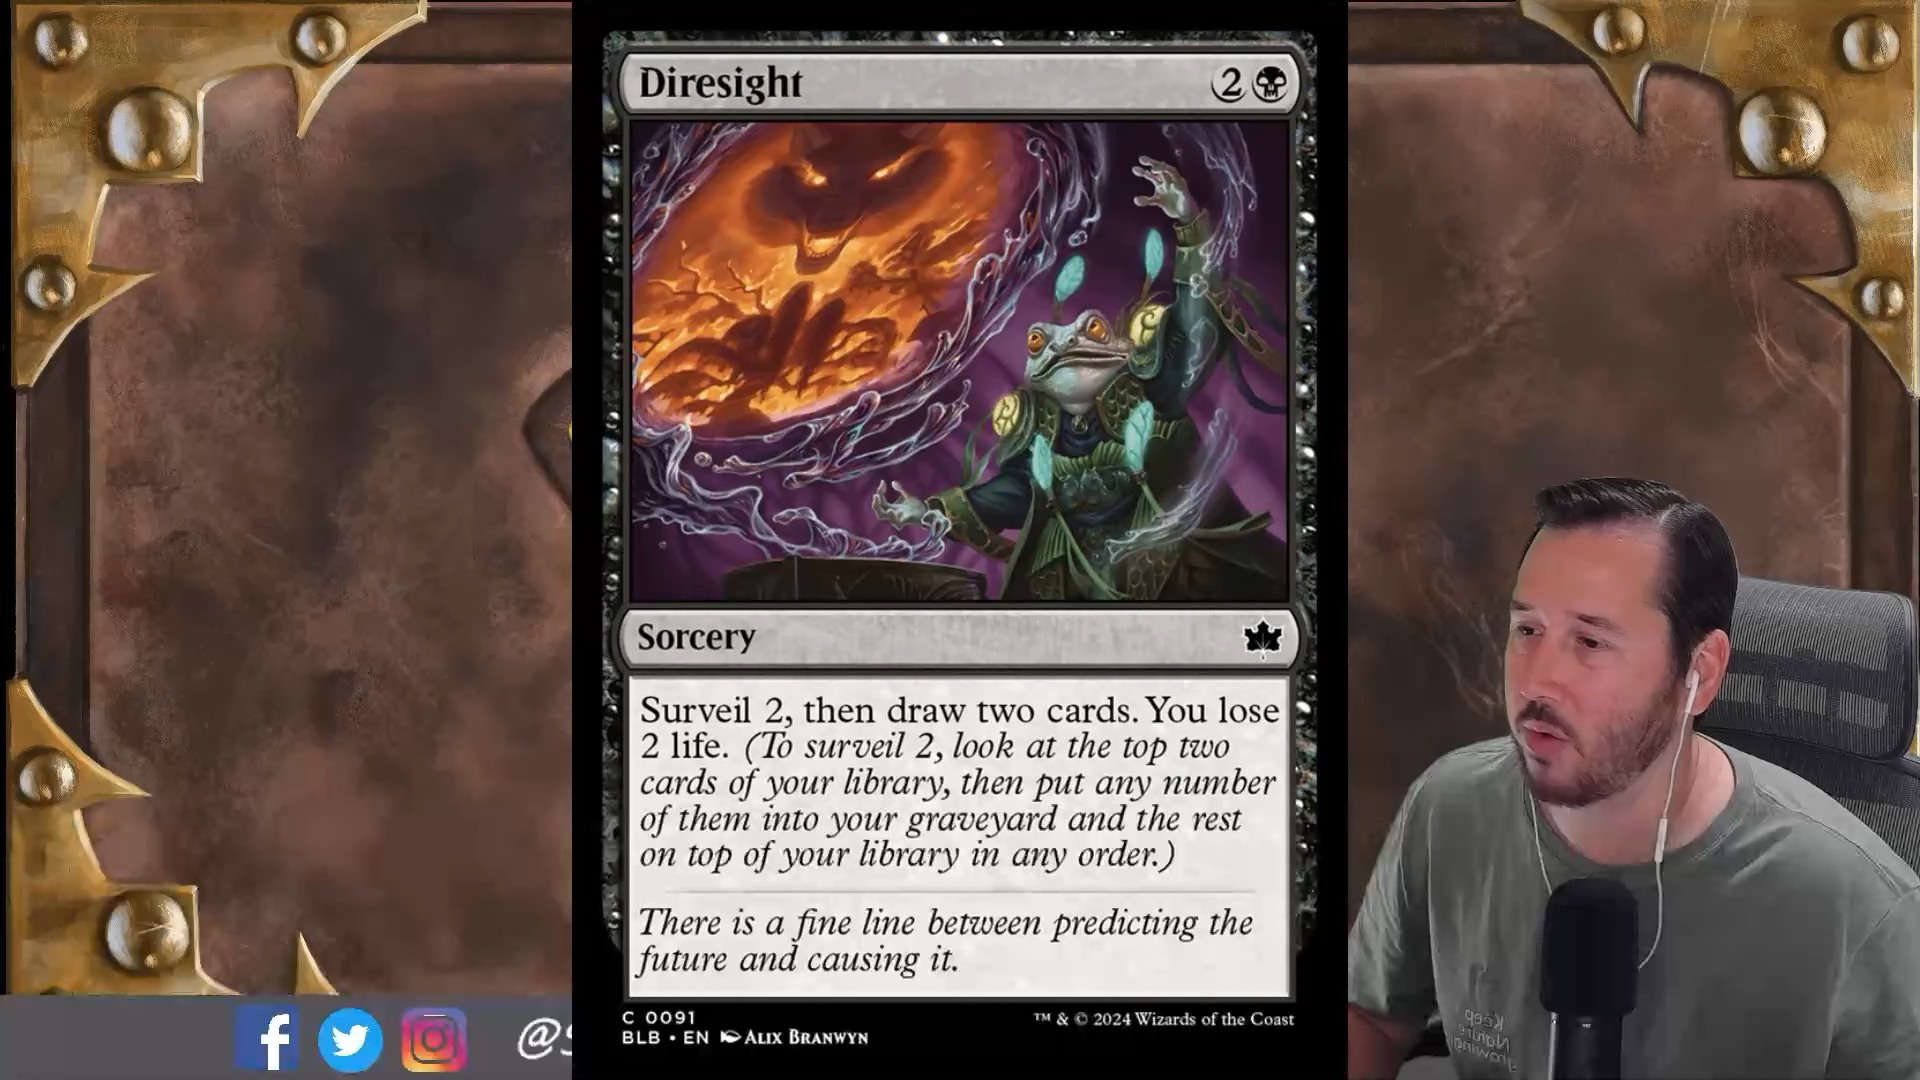 Diresight
2
Sorcery
Surveil 2, then draw two cards. You lose
2 life. (To surveil 2, look at the top two
cards of your library, then put any number
of them into your graveyard and the rest
on top of your library in any order.)
There is a fine line between predicting the
future and causing it.
C 0091
™ & © 2024 Wizards of the Coast
BLB • EN Alix Branwyn
@S
Keep
Nature
Growing